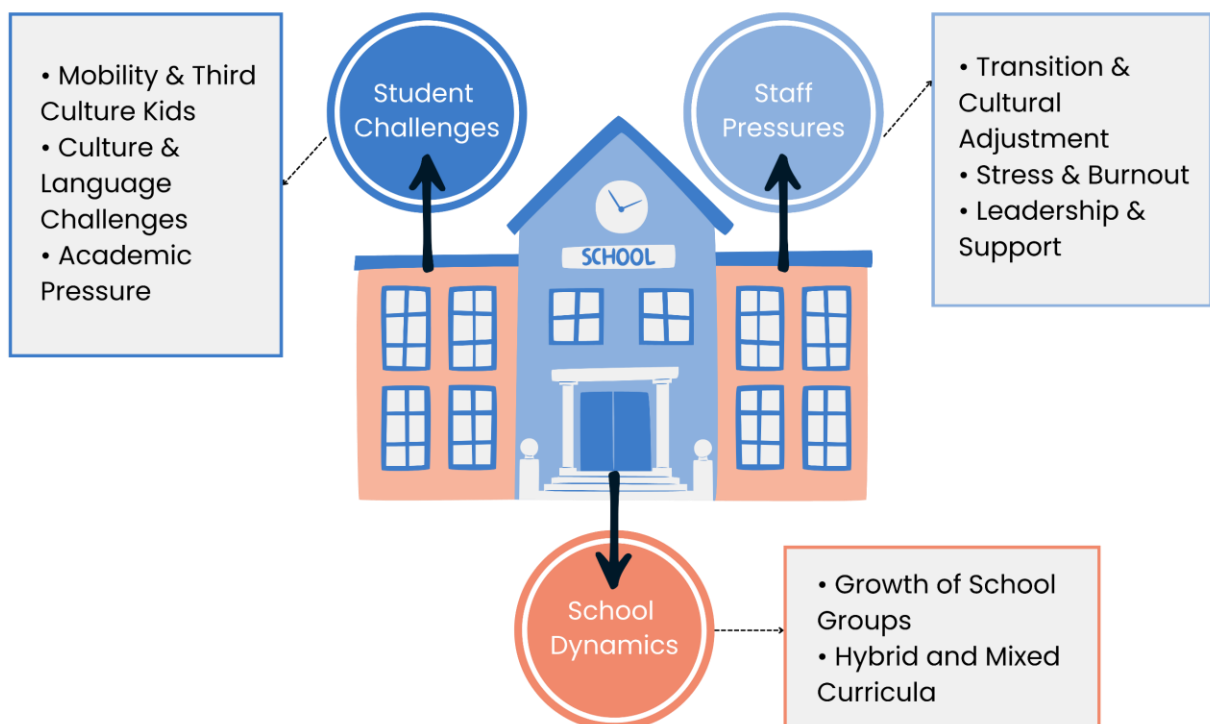 Student
Challenges
• Mobility & Third
Culture Kids
• Culture &
Language
Challenges
• Academic
Pressure
Staff
Pressures
• Transition &
Cultural
Adjustment
• Stress & Burnout
• Leadership &
Support
SCHOOL
School
Dynamics
• Growth of School
Groups
• Hybrid and Mixed
Curricula